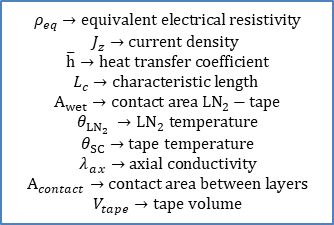 ρ_eq → equivalent electrical resistivity
J_z → current density
h̄ → heat transfer coefficient
L_c → characteristic length
A_wet → contact area LN₂ − tape
θ_LN₂ → LN₂ temperature
θ_SC → tape temperature
λ_ax → axial conductivity
A_contact → contact area between layers
V_tape → tape volume